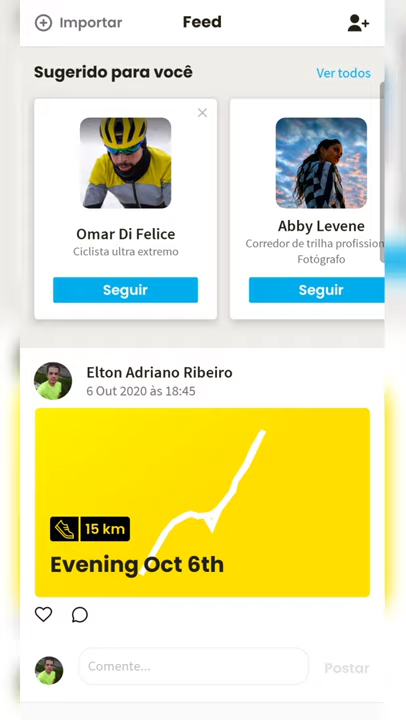 Importar
Feed
Sugerido para você
Ver todos
Omar Di Felice
Ciclista ultra extremo
Seguir
Abby Levene
Corredor de trilha profission
Fotógrafo
Seguir
Elton Adriano Ribeiro
6 Out 2020 às 18:45
15 km
Evening Oct 6th
Comente...
Postar